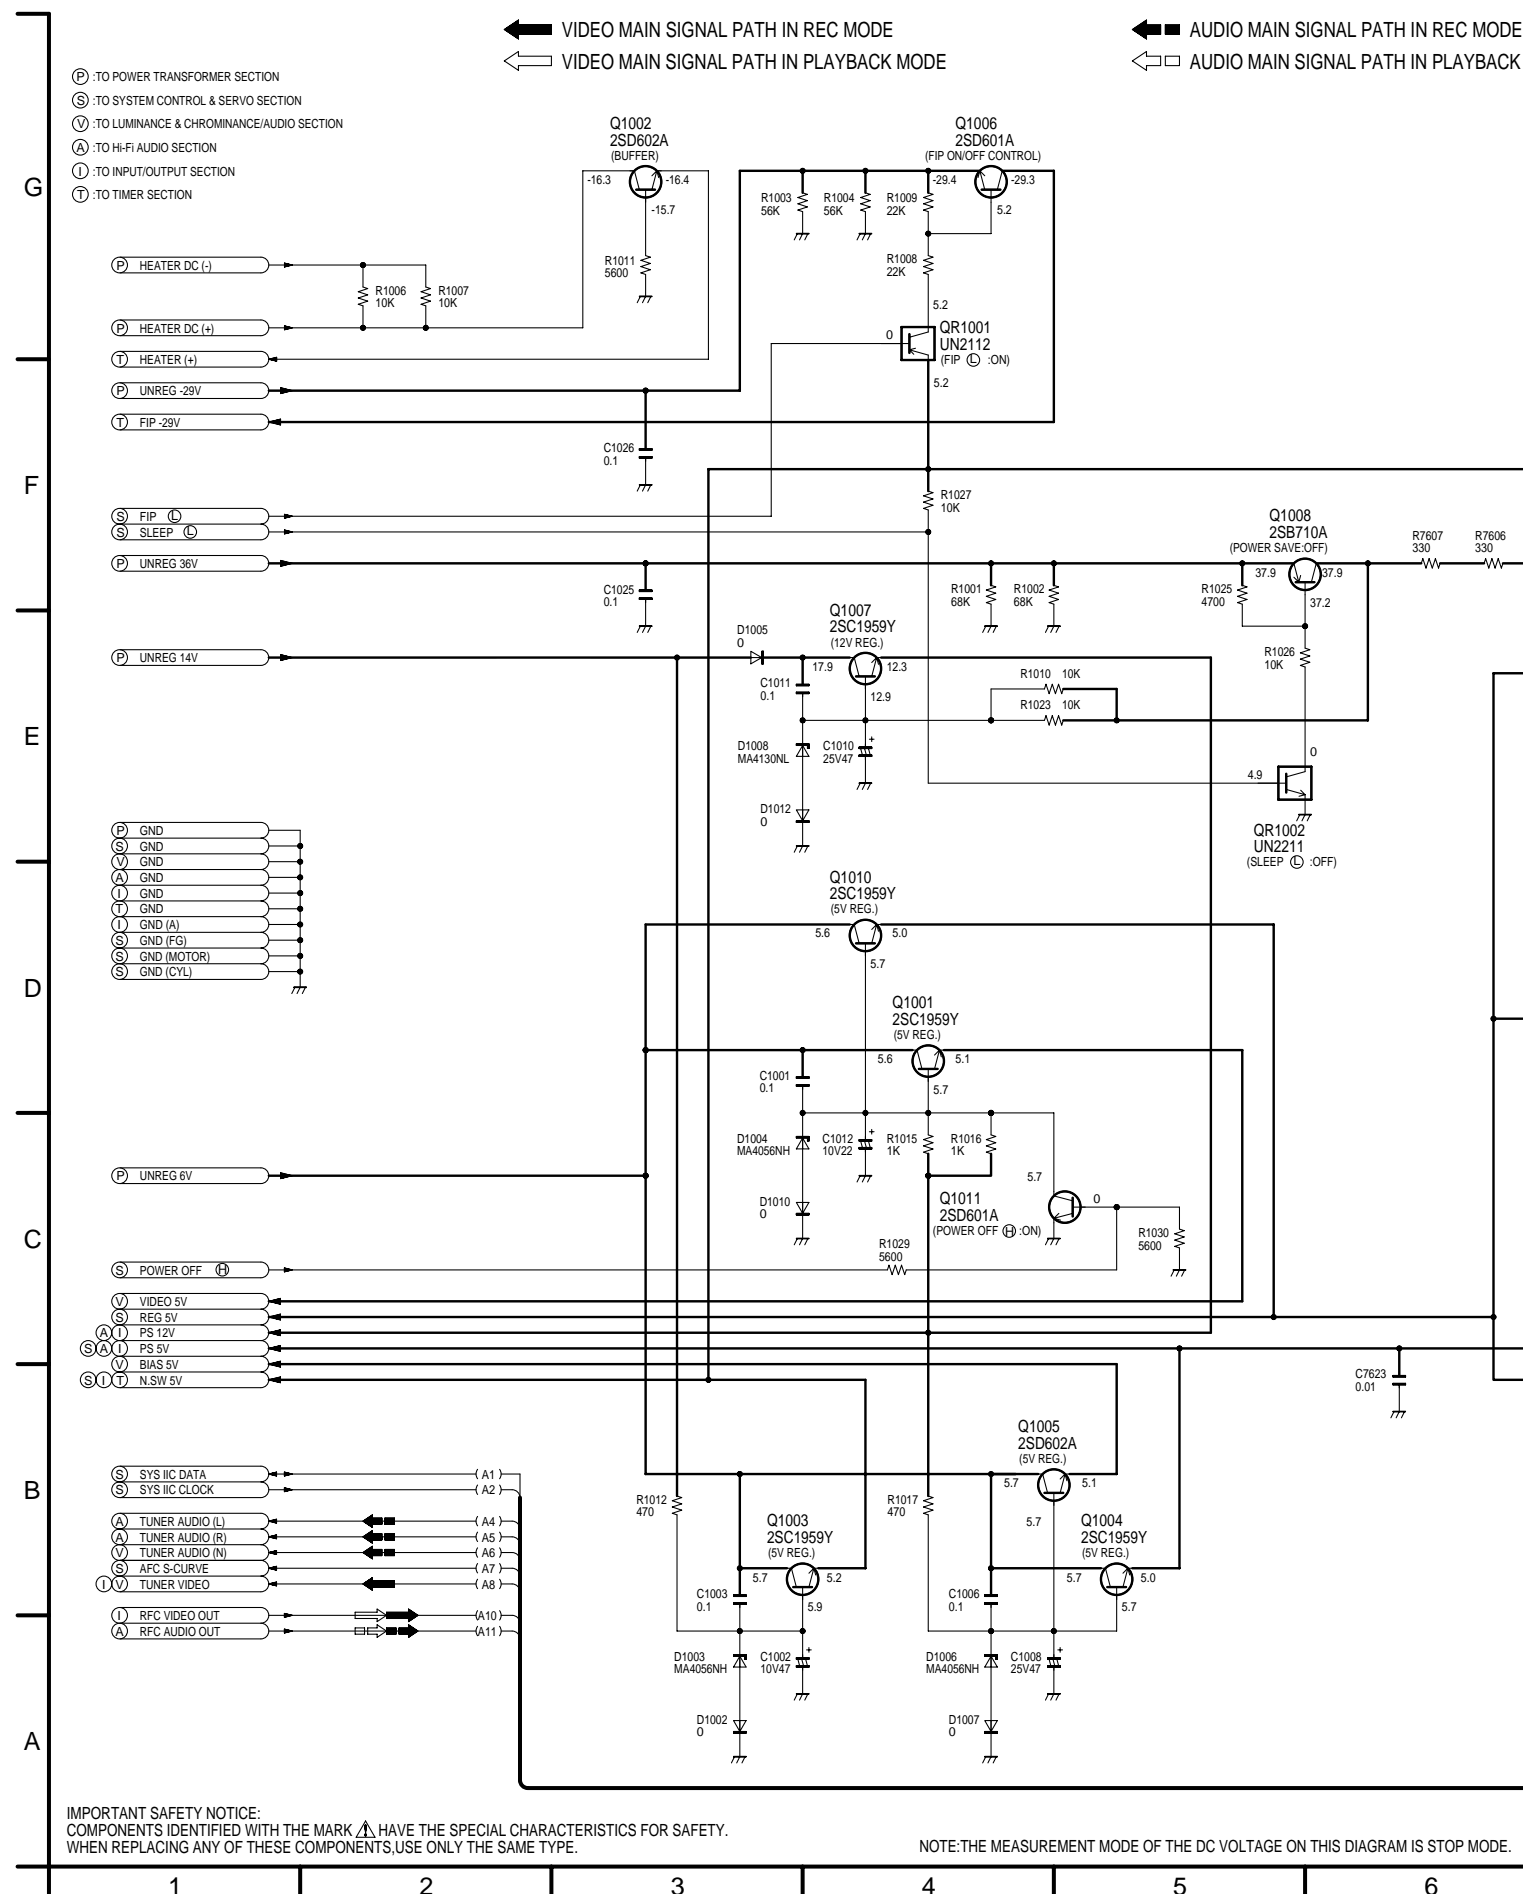 VIDEO MAIN SIGNAL PATH IN REC MODE
AUDIO MAIN SIGNAL PATH IN REC MODE
VIDEO MAIN SIGNAL PATH IN PLAYBACK MODE
AUDIO MAIN SIGNAL PATH IN PLAYBACK
P :TO POWER TRANSFORMER SECTION
S :TO SYSTEM CONTROL & SERVO SECTION
V :TO LUMINANCE & CHROMINANCE/AUDIO SECTION
A :TO Hi-Fi AUDIO SECTION
I :TO INPUT/OUTPUT SECTION
T :TO TIMER SECTION
G
Q1002
2SD602A
(BUFFER)
-16.3
-16.4
-15.7
R1011
5600
Q1006
2SD601A
(FIP ON/OFF CONTROL)
-29.4
-29.3
5.2
R1003
56K
R1004
56K
R1009
22K
R1008
22K
5.2
P HEATER DC (-)
R1006
10K
R1007
10K
P HEATER DC (+)
T HEATER (+)
0
QR1001
UN2112
(FIP L :ON)
5.2
P UNREG -29V
T FIP -29V
C1026
0.1
F
S FIP L
S SLEEP L
R1027
10K
P UNREG 36V
C1025
0.1
R1001
68K
R1002
68K
Q1008
2SB710A
(POWER SAVE:OFF)
37.9
37.9
37.2
R1025
4700
R7607
330
R7606
330
R1026
10K
P UNREG 14V
D1005
0
Q1007
2SC1959Y
(12V REG.)
17.9
12.3
12.9
C1011
0.1
R1010 10K
R1023 10K
E
D1008
MA4130NL
C1010
25V47
+
D1012
0
0
4.9
QR1002
UN2211
(SLEEP L :OFF)
P GND
S GND
V GND
A GND
I GND
T GND
I GND (A)
S GND (FG)
S GND (MOTOR)
S GND (CYL)
D
Q1010
2SC1959Y
(5V REG.)
5.6
5.0
5.7
Q1001
2SC1959Y
(5V REG.)
5.6
5.1
5.7
C1001
0.1
D1004
MA4056NH
C1012
10V22
+
R1015
1K
R1016
1K
P UNREG 6V
D1010
0
5.7
Q1011
2SD601A
(POWER OFF H :ON)
0
R1030
5600
C
R1029
5600
S POWER OFF H
V VIDEO 5V
S REG 5V
A I PS 12V
S A I PS 5V
V BIAS 5V
S I T N.SW 5V
C7623
0.01
B
S SYS IIC DATA (A1)
S SYS IIC CLOCK (A2)
A TUNER AUDIO (L) (A4)
A TUNER AUDIO (R) (A5)
V TUNER AUDIO (N) (A6)
S AFC S-CURVE (A7)
I V TUNER VIDEO (A8)
I RFC VIDEO OUT (A10)
A RFC AUDIO OUT (A11)
R1012
470
Q1003
2SC1959Y
(5V REG.)
5.7
5.2
5.9
C1003
0.1
R1017
470
Q1005
2SD602A
(5V REG.)
5.7
5.1
5.7
Q1004
2SC1959Y
(5V REG.)
5.7
5.0
5.7
C1006
0.1
D1003
MA4056NH
C1002
10V47
+
D1006
MA4056NH
C1008
25V47
+
D1002
0
D1007
0
A
IMPORTANT SAFETY NOTICE:
COMPONENTS IDENTIFIED WITH THE MARK ⚠ HAVE THE SPECIAL CHARACTERISTICS FOR SAFETY.
WHEN REPLACING ANY OF THESE COMPONENTS,USE ONLY THE SAME TYPE.
NOTE:THE MEASUREMENT MODE OF THE DC VOLTAGE ON THIS DIAGRAM IS STOP MODE.
1 2 3 4 5 6